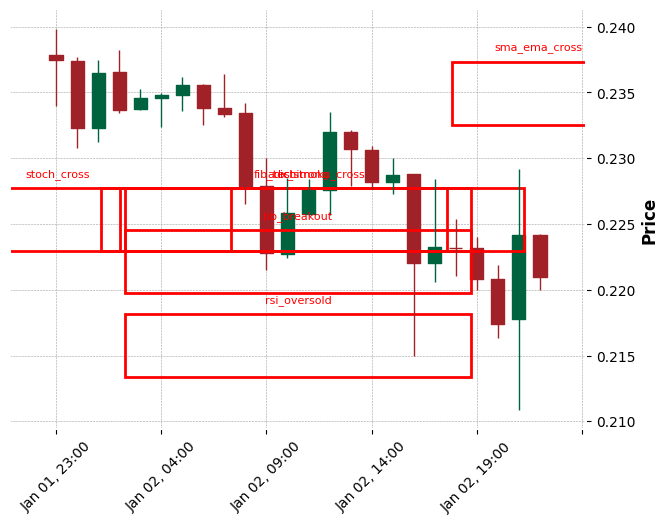 0.240
sma_ema_cross
0.235
0.230
stoch_cross
0.225
Price
0.220
rsi_oversold
0.215
0.210
Jan 01, 23:00
Jan 02, 04:00
Jan 02, 09:00
Jan 02, 14:00
Jan 02, 19:00